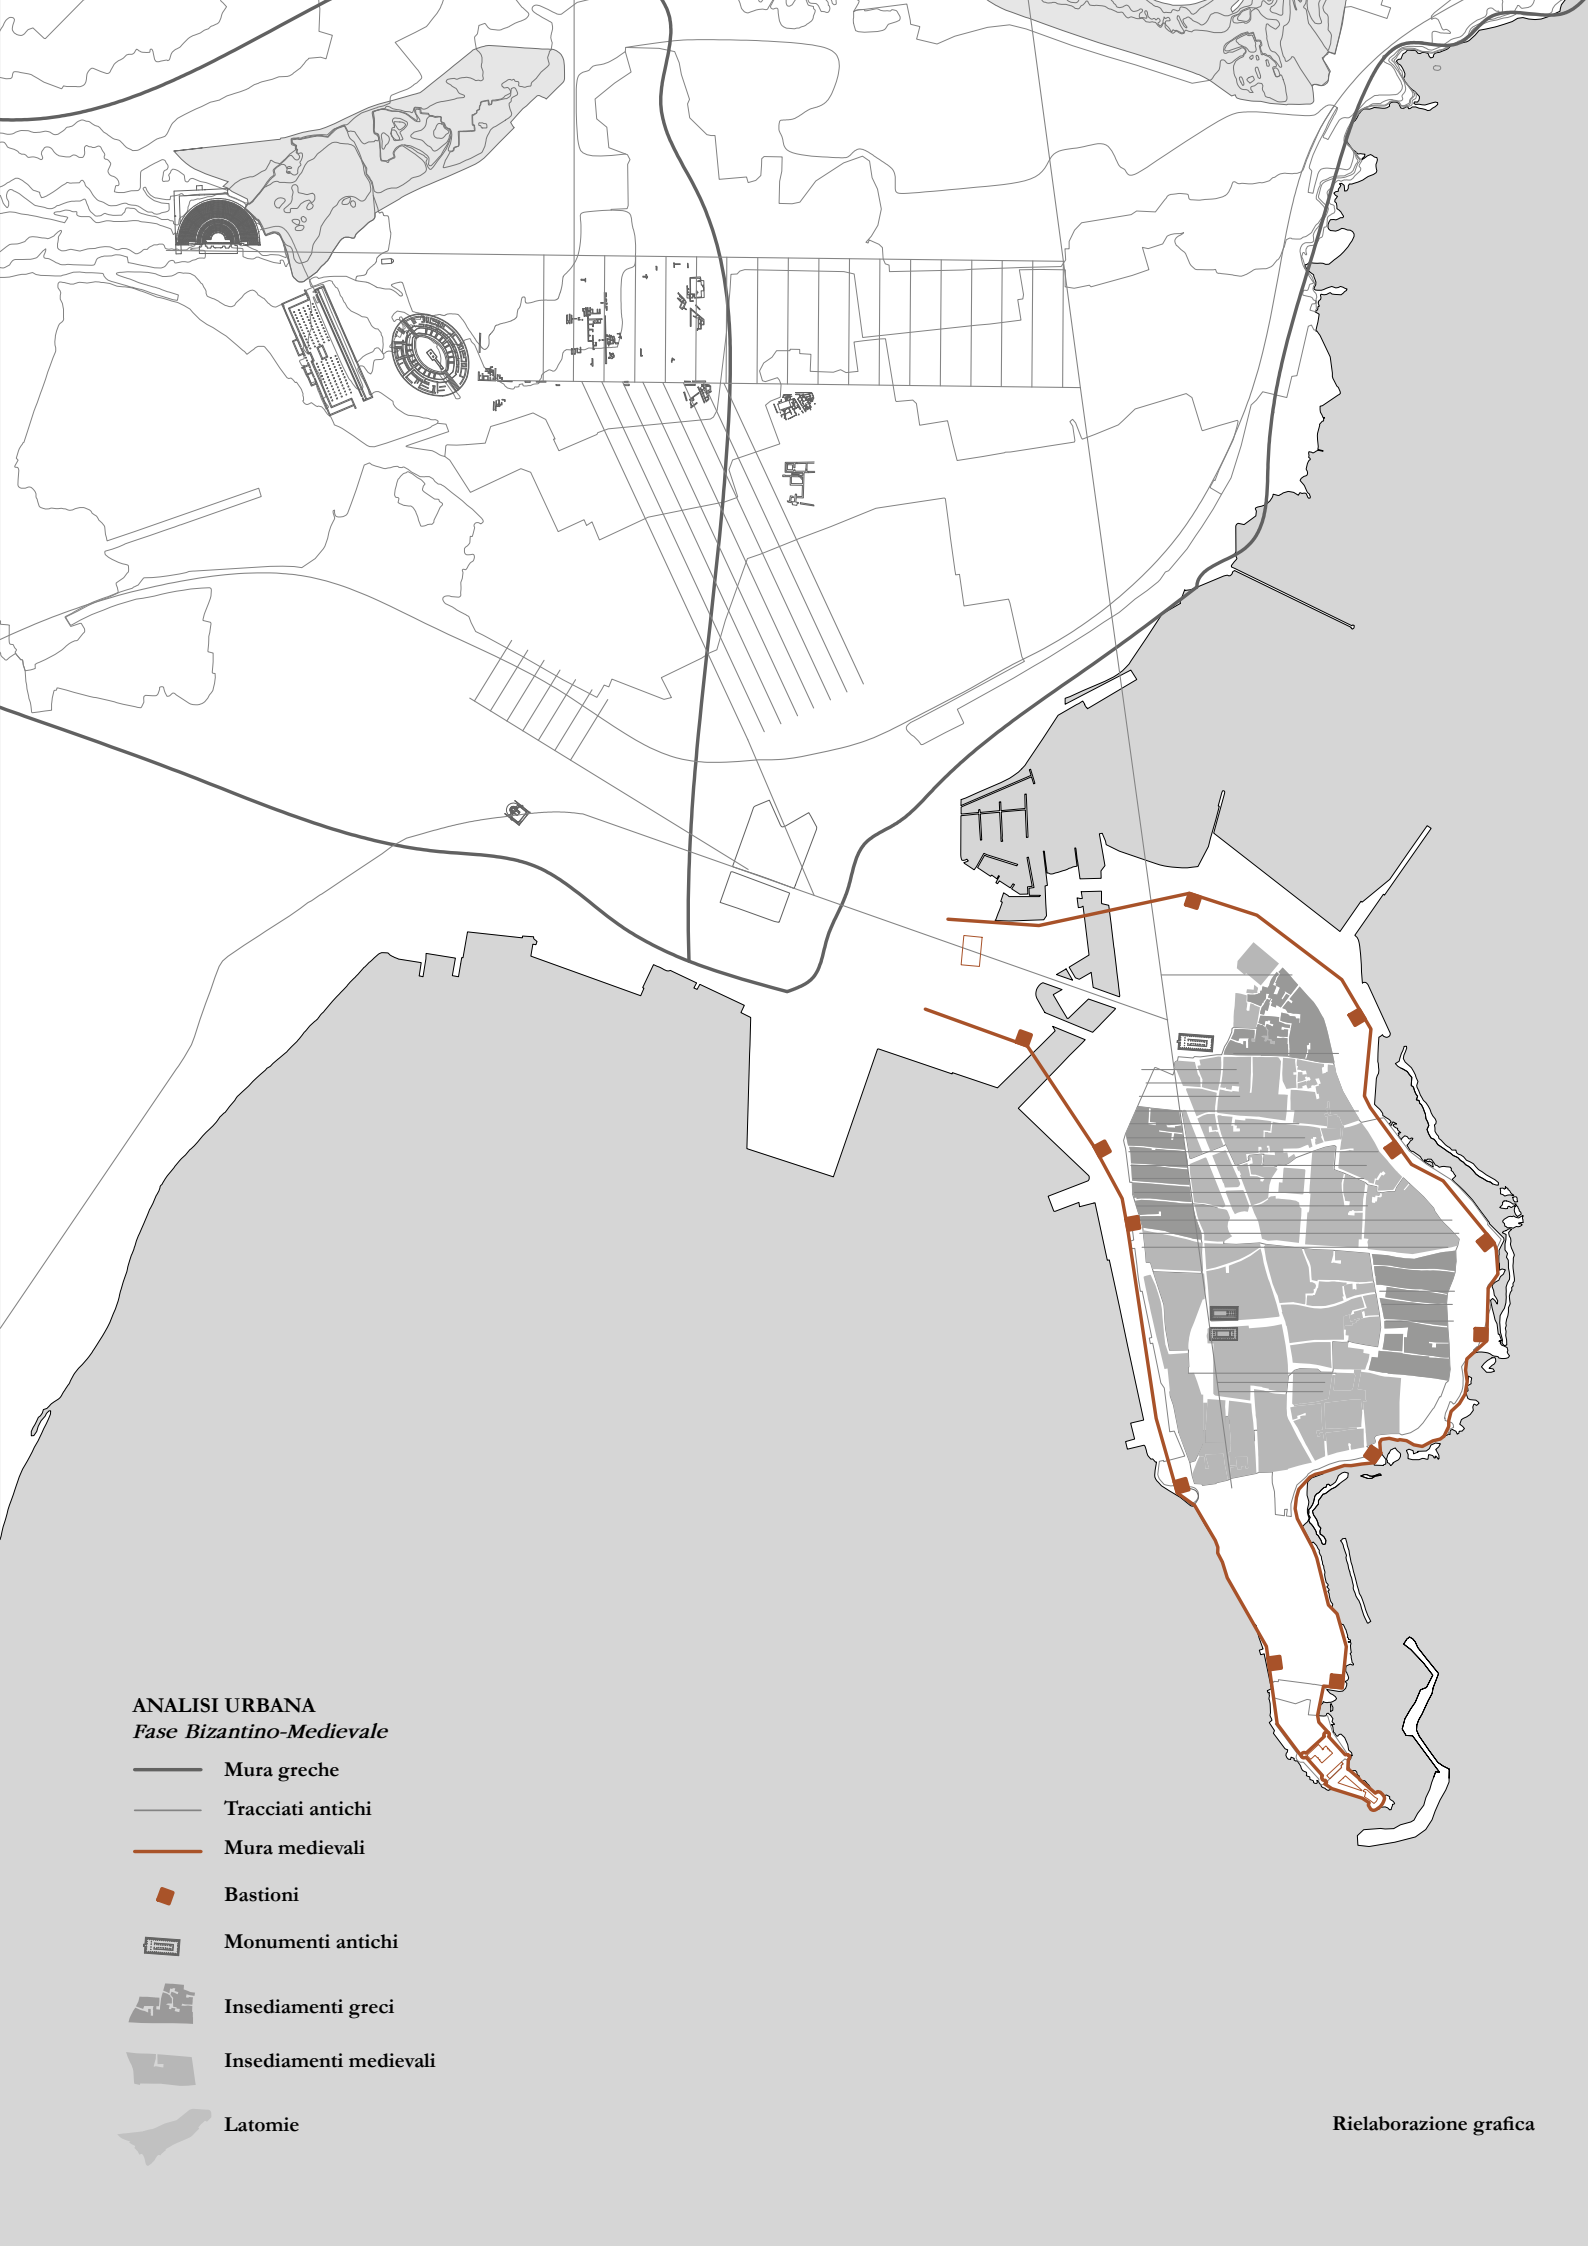 ANALISI URBANA
Fase Bizantino-Medievale
Mura greche
Tracciati antichi
Mura medievali
Bastioni
Monumenti antichi
Insediamenti greci
Insediamenti medievali
Latomie
Rielaborazione grafica